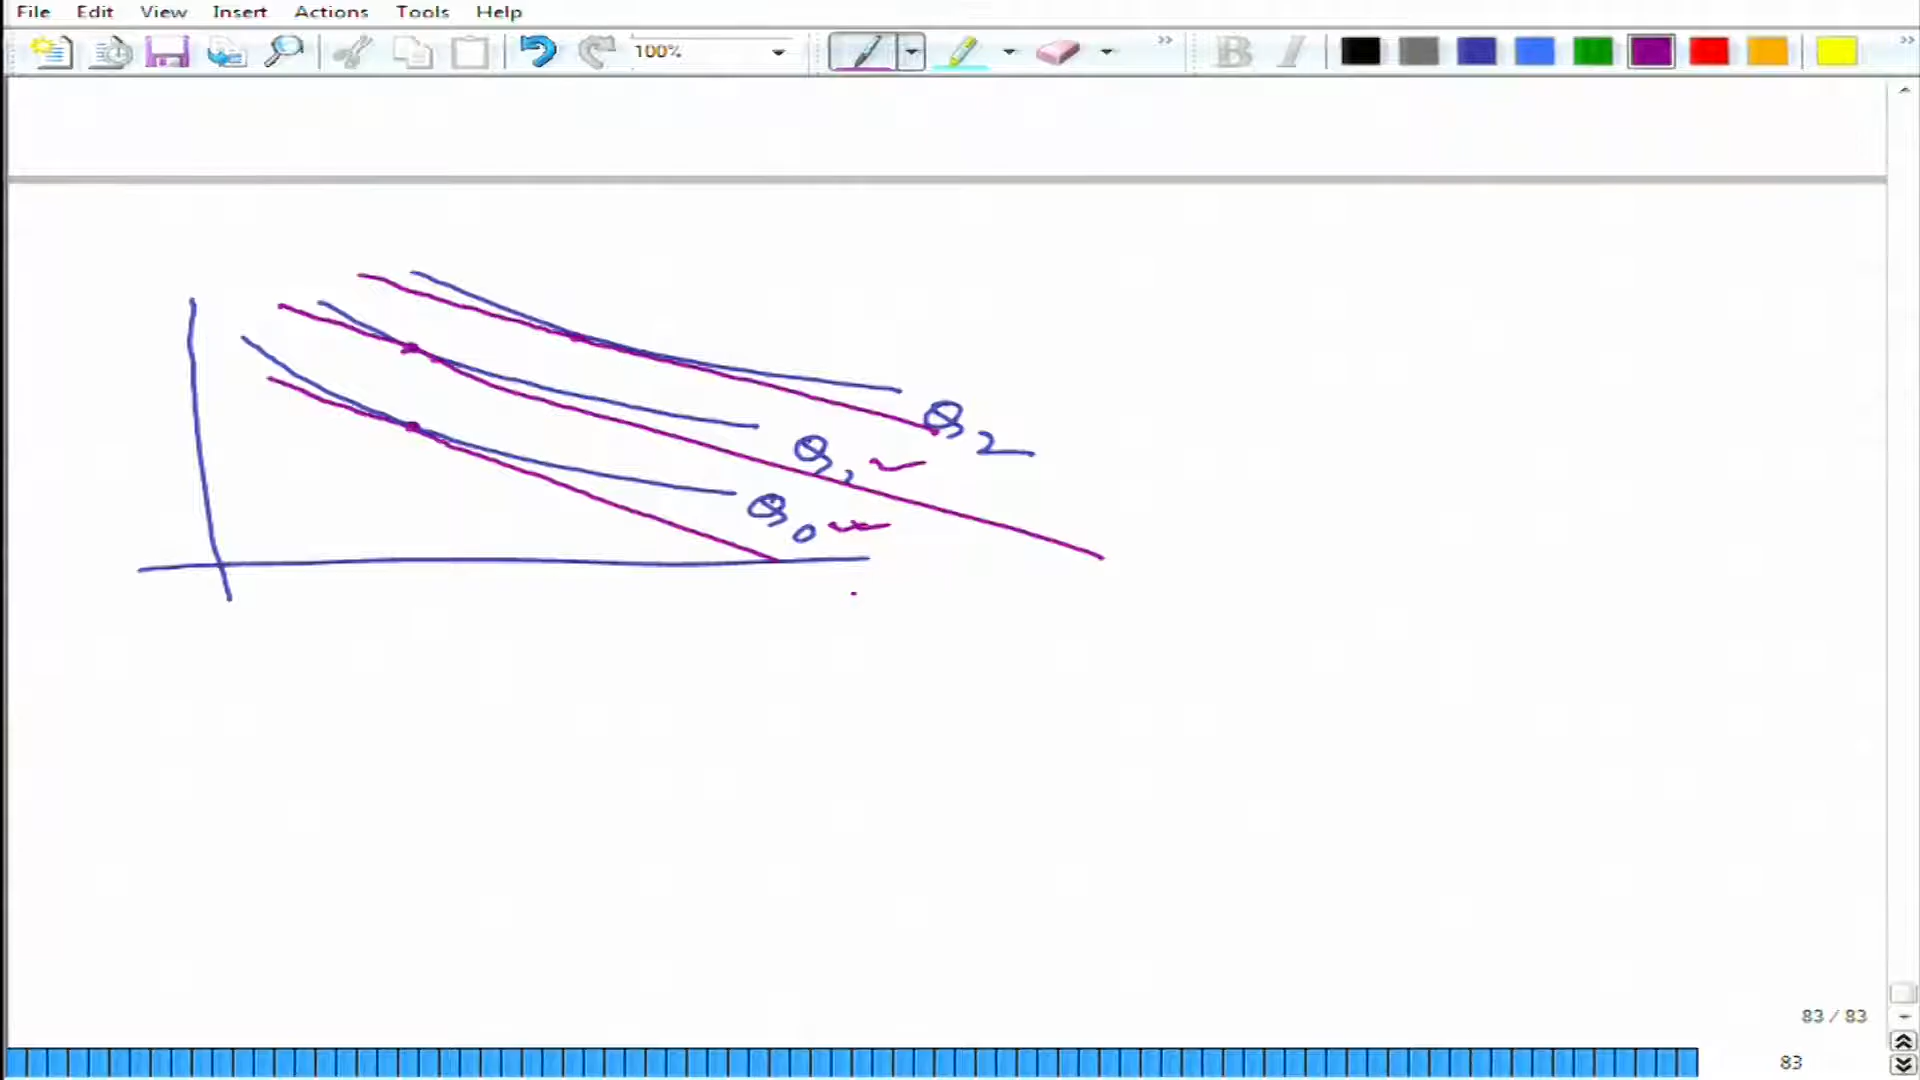 File Edit View Insert Actions Tools Help
100%
B I
Q2
Q1
Q0
83 / 83
83